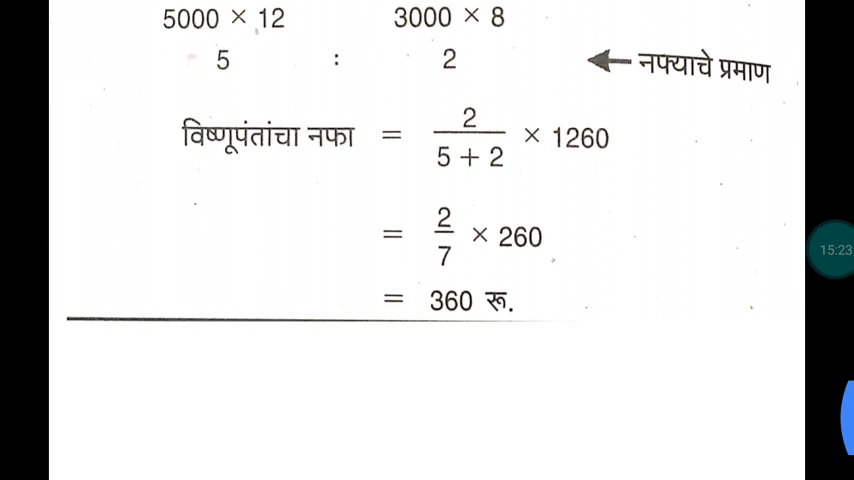 5000 × 12 3000 × 8
5 : 2 ← नफ्याचे प्रमाण
विष्णूपंतांचा नफा = 2/(5 + 2) × 1260
= 2/7 × 260
= 360 रू.
15:23